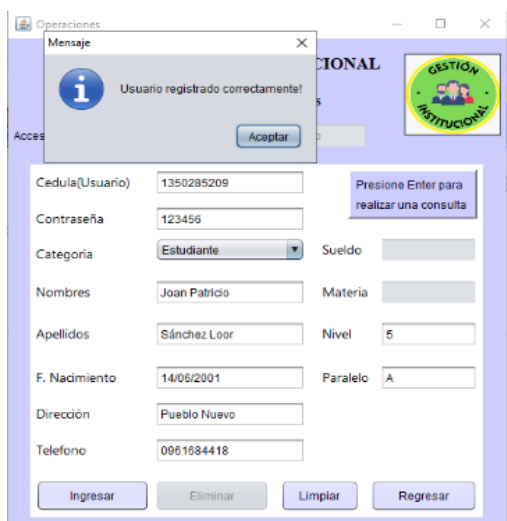 Operaciones
Mensaje
CIONAL
GESTIÓN
INSTITUCIONAL
Usuario registrado correctamente!
s
Acces
Aceptar
o
Cedula(Usuario) 1350285209
Presione Enter para
realizar una consulta
Contraseña 123456
Categoria Estudiante Sueldo
Nombres Joan Patricio Materia
Apellidos Sánchez Loor Nivel 5
F. Nacimiento 14/06/2001 Paralelo A
Dirección Pueblo Nuevo
Telefono 0961684418
Ingresar Eliminar Limpiar Regresar